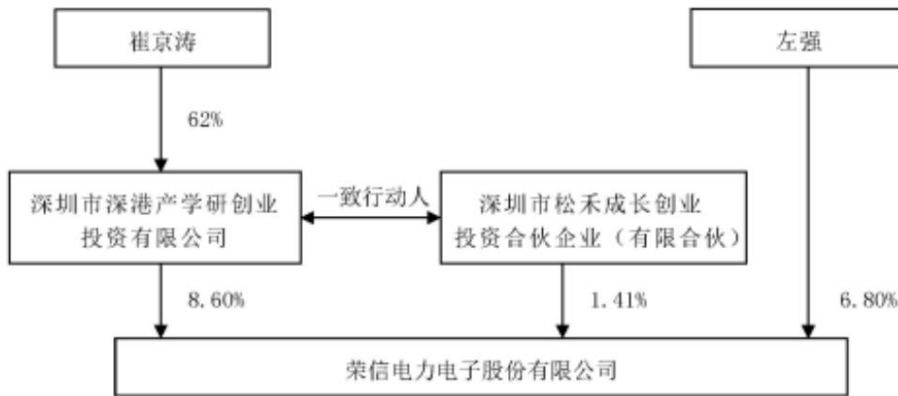 崔京涛
左强
62%
深圳市深港产学研创业
投资有限公司
一致行动人
深圳市松禾成长创业
投资合伙企业（有限合伙）
8.60%
1.41%
6.80%
荣信电力电子股份有限公司